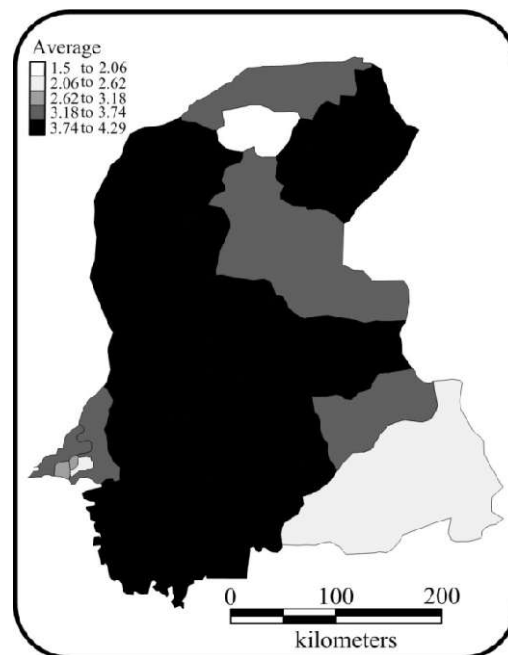 Average
1.5 to 2.06
2.06 to 2.62
2.62 to 3.18
3.18 to 3.74
3.74 to 4.29
0 100 200
kilometers